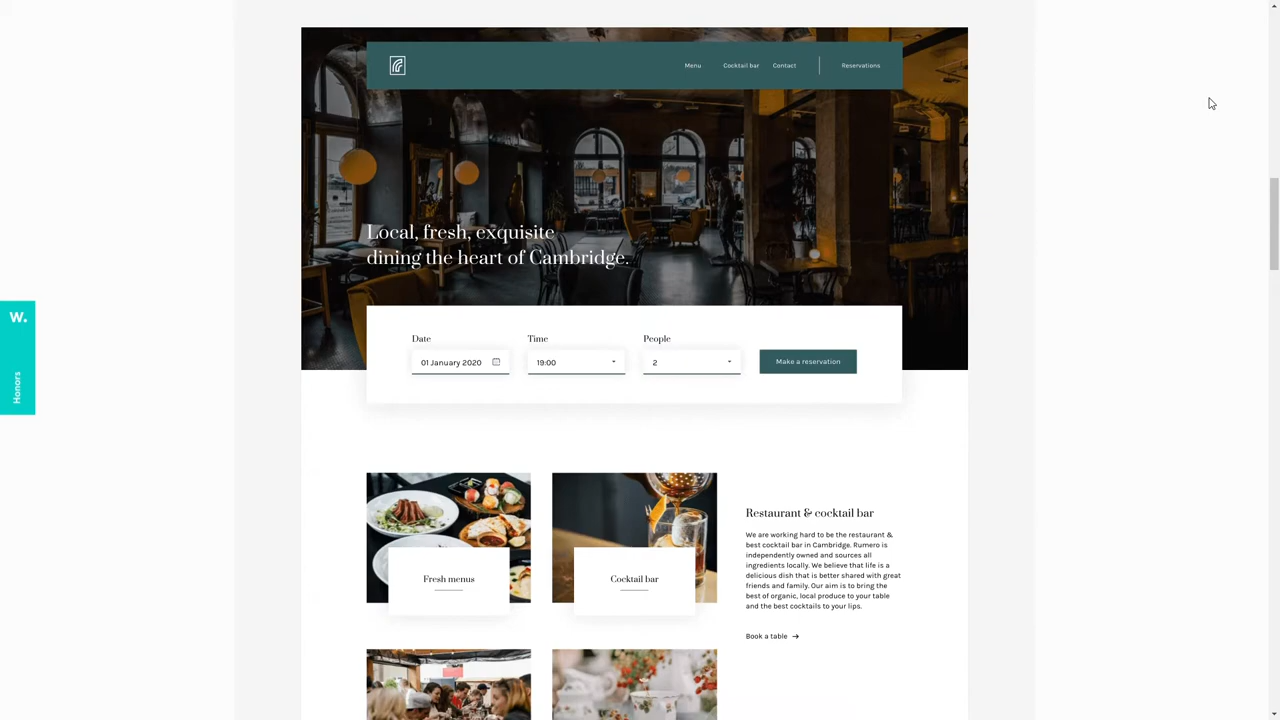 Menu
Cocktail bar
Contact
Reservations
Local, fresh, exquisite
dining the heart of Cambridge.
Date
Time
People
01 January 2020
19:00
2
Make a reservation
W.
Honors
Fresh menus
Cocktail bar
Restaurant & cocktail bar
We are working hard to be the restaurant &
best cocktail bar in Cambridge. Rumero is
independently owned and sources all
ingredients locally. We believe that life is a
delicious dish that is better shared with great
friends and family. Our aim is to bring the
best of organic, local produce to your table
and the best cocktails to your lips.
Book a table →